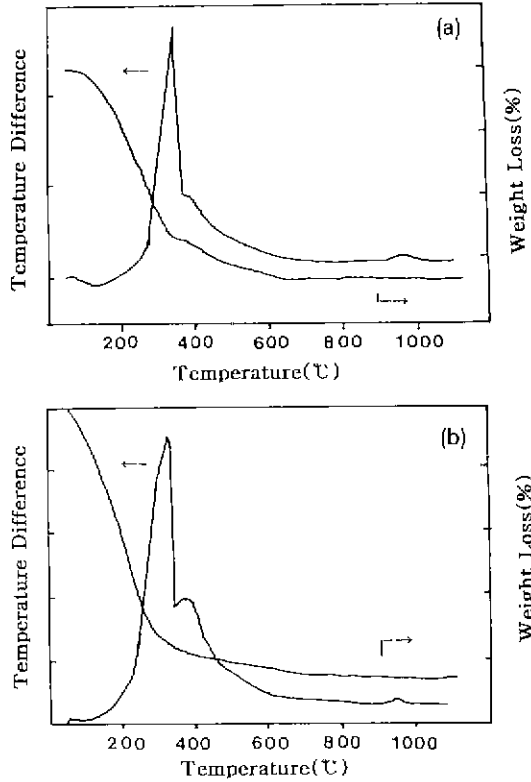 (a)
Temperature Difference
Weight Loss(%)
200 400 600 800 1000
Temperature(℃)
(b)
Temperature Difference
Weight Loss(%)
200 400 600 800 1000
Temperature(℃)